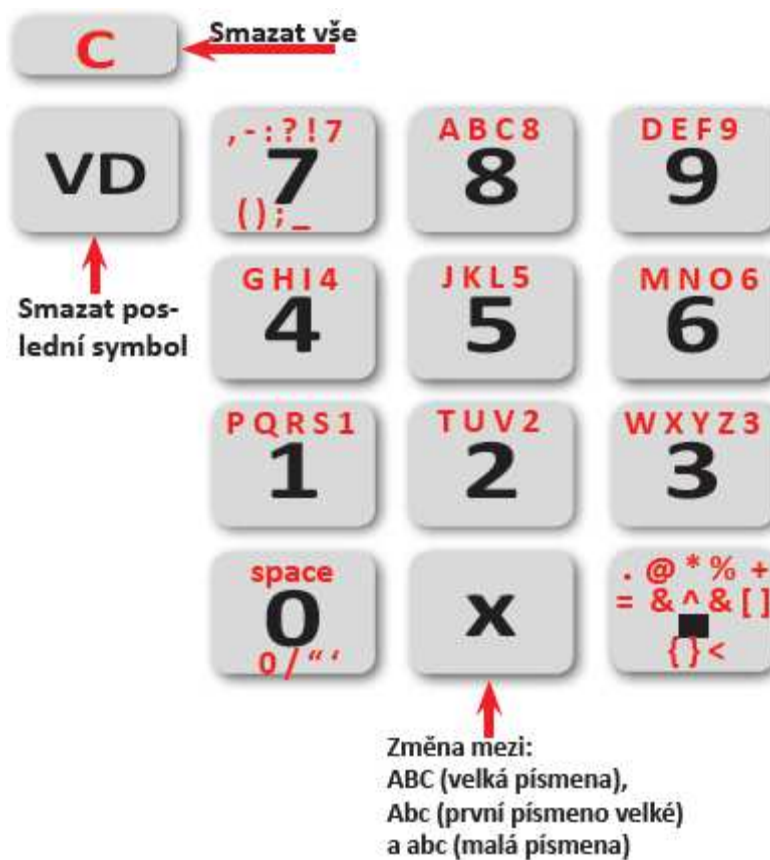 Smazat vše
C
VD
, - : ? ! 7
7
( ) ; _
A B C 8
8
D E F 9
9
Smazat pos-
lední symbol
G H I 4
4
J K L 5
5
M N O 6
6
P Q R S 1
1
T U V 2
2
W X Y Z 3
3
space
0
0 / “ ‘
x
. @ * % +
= & ^ & [ ]
{ } <
Změna mezi:
ABC (velká písmena),
Abc (první písmeno velké)
a abc (malá písmena)